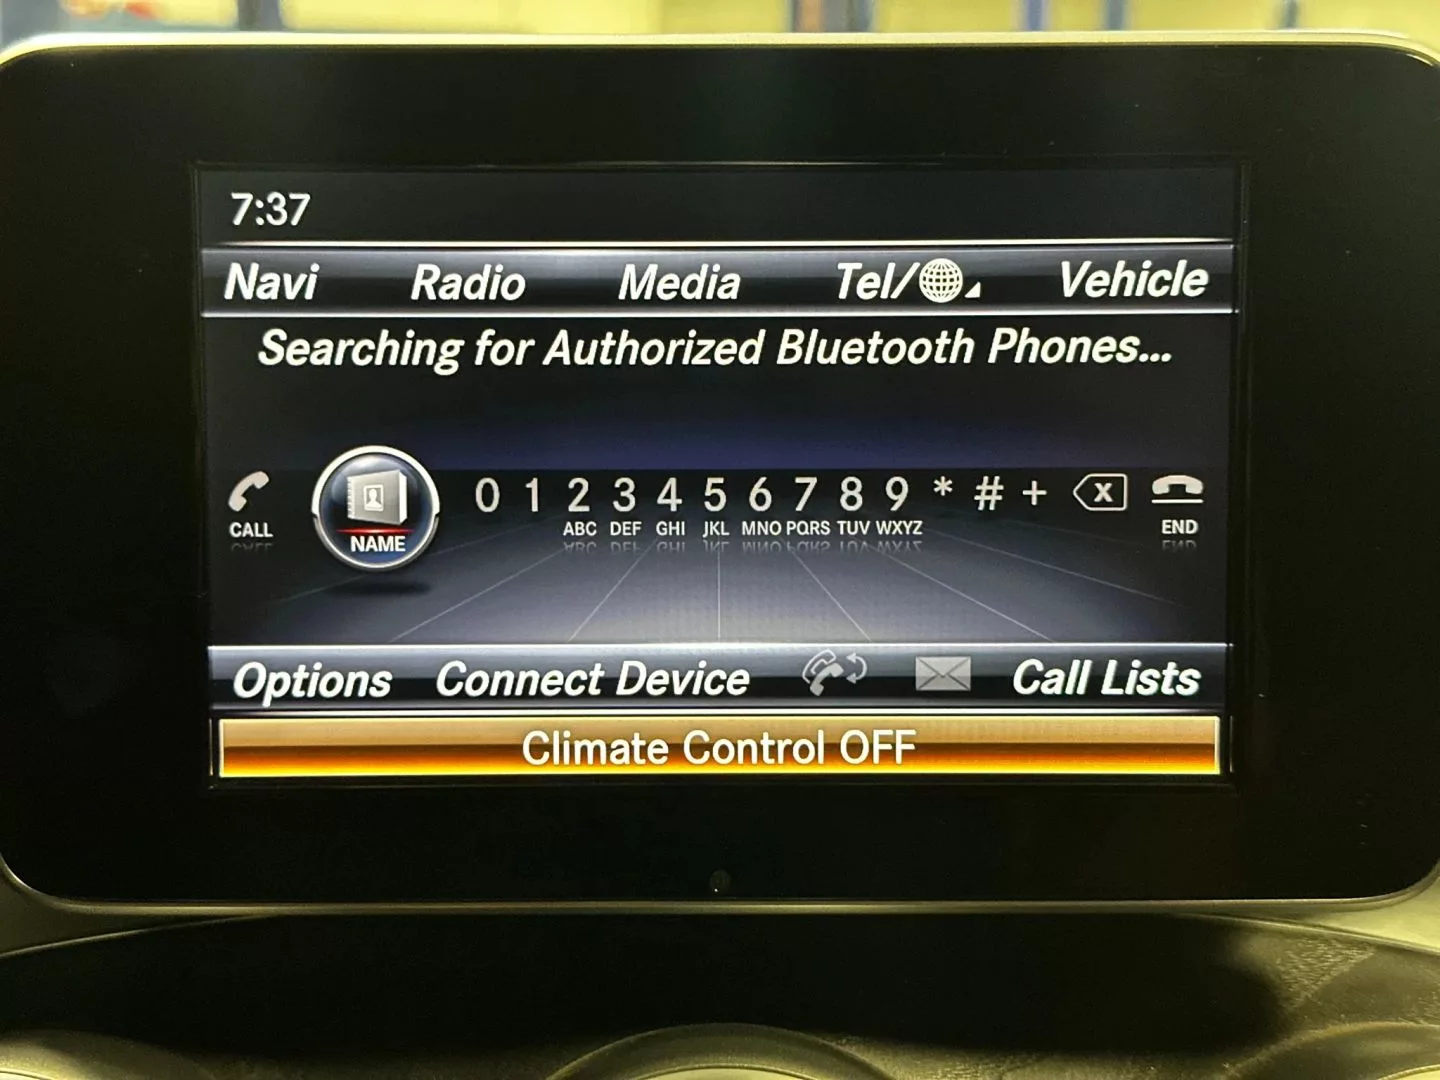 7:37
Navi Radio Media Tel/ Vehicle
Searching for Authorized Bluetooth Phones...
0 1 2 3 4 5 6 7 8 9 * # + x
CALL NAME ABC DEF GHI JKL MNO PQRS TUV WXYZ END
Options Connect Device Call Lists
Climate Control OFF